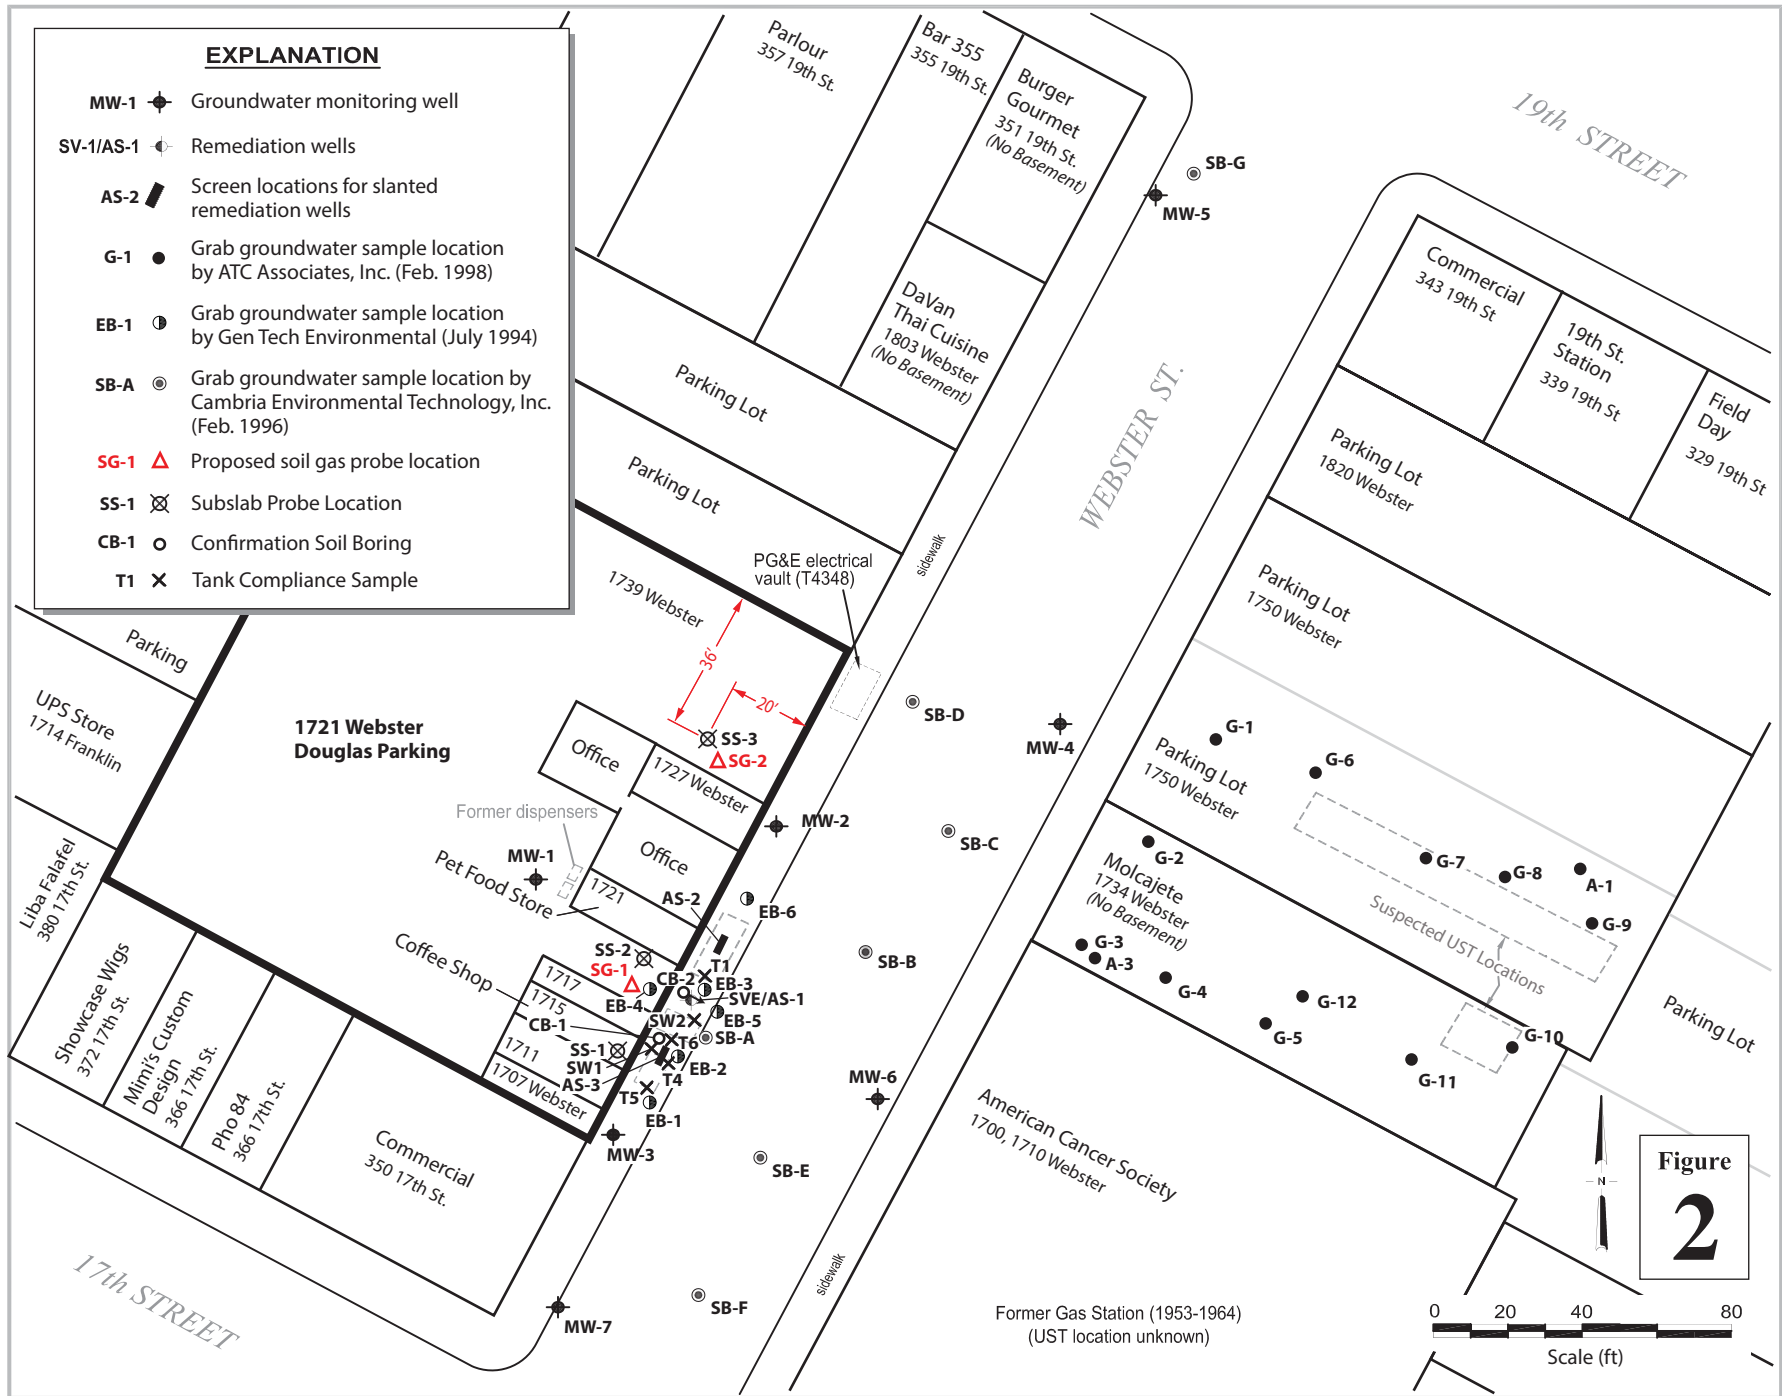 EXPLANATION
MW-1 Groundwater monitoring well
SV-1/AS-1 Remediation wells
AS-2 Screen locations for slanted
remediation wells
G-1 Grab groundwater sample location
by ATC Associates, Inc. (Feb. 1998)
EB-1 Grab groundwater sample location
by Gen Tech Environmental (July 1994)
SB-A Grab groundwater sample location by
Cambria Environmental Technology, Inc.
(Feb. 1996)
SG-1 Proposed soil gas probe location
SS-1 Subslab Probe Location
CB-1 Confirmation Soil Boring
T1 Tank Compliance Sample
Parlour
357 19th St.
Bar 355
355 19th St.
Burger
Gourmet
351 19th St.
(No Basement)
DaVan
Thai Cuisine
1803 Webster
(No Basement)
Parking Lot
Parking Lot
SB-G
MW-5
19th STREET
WEBSTER ST.
Commercial
343 19th St
19th St.
Station
339 19th St
Field
Day
329 19th St
Parking Lot
1820 Webster
Parking Lot
1750 Webster
Parking Lot
1750 Webster
sidewalk
PG&E electrical
vault (T4348)
1739 Webster
36'
20'
SS-3
SG-2
SB-D
MW-4
G-1
G-6
G-2
G-7
G-8
A-1
G-9
Suspected UST Locations
Molcajete
1734 Webster
(No Basement)
G-3
A-3
G-4
G-12
G-5
G-10
G-11
Parking Lot
Parking
UPS Store
1714 Franklin
1721 Webster
Douglas Parking
Office
1727 Webster
Former dispensers
MW-1
Office
Pet Food Store
1721
MW-2
SB-C
AS-2
EB-6
Liba Falafel
380 17th St.
Coffee Shop
SS-2
SG-1
CB-2
T1
EB-3
SVE/AS-1
EB-4
EB-5
SB-B
1717
1715
1711
1707 Webster
CB-1
SW2
SB-A
T6
SS-1
SW1
EB-2
AS-3
T4
T5
EB-1
MW-6
MW-3
SB-E
Showcase Wigs
372 17th St.
Mimi's Custom
Design
366 17th St.
Pho 84
366 17th St.
Commercial
350 17th St.
American Cancer Society
1700, 1710 Webster
17th STREET
MW-7
SB-F
sidewalk
Former Gas Station (1953-1964)
(UST location unknown)
N
Figure
2
0 20 40 80
Scale (ft)